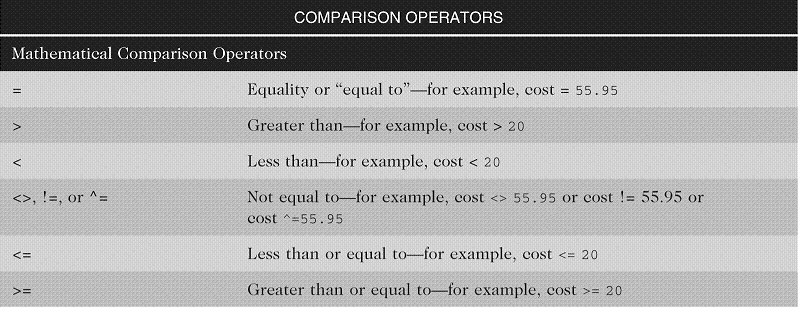 COMPARISON OPERATORS
Mathematical Comparison Operators
= Equality or “equal to”—for example, cost = 55.95
> Greater than—for example, cost > 20
< Less than—for example, cost < 20
<>, !=, or ^= Not equal to—for example, cost <> 55.95 or cost != 55.95 or
cost ^=55.95
<= Less than or equal to—for example, cost <= 20
>= Greater than or equal to—for example, cost >= 20